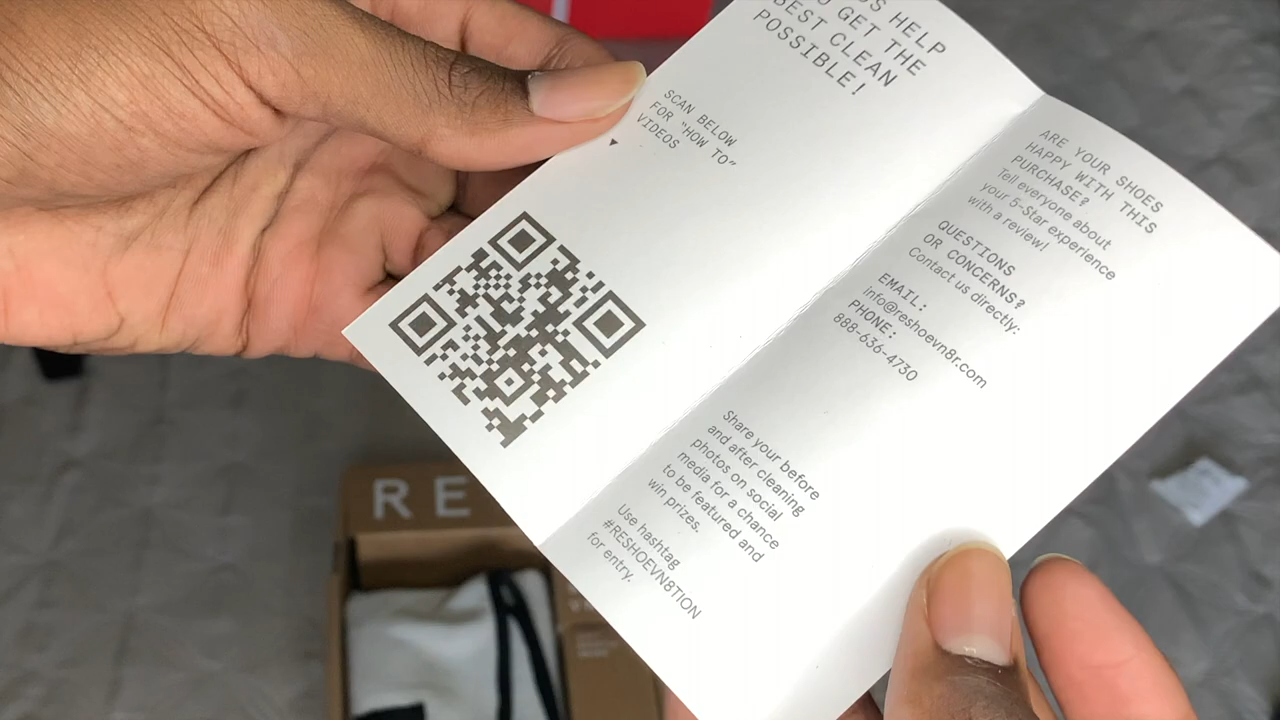 HELP
GET THE
BEST CLEAN
POSSIBLE!
SCAN BELOW
FOR "HOW TO"
VIDEOS
ARE YOUR SHOES
HAPPY WITH THIS
PURCHASE?
Tell everyone about
your 5-Star experience
with a review!
QUESTIONS
OR CONCERNS?
Contact us directly:
EMAIL:
info@reshoevn8r.com
PHONE:
888-636-4730
Share your before
and after cleaning
photos on social
media for a chance
to be featured and
win prizes.
Use hashtag
#RESHOEVN8TION
for entry.
RE